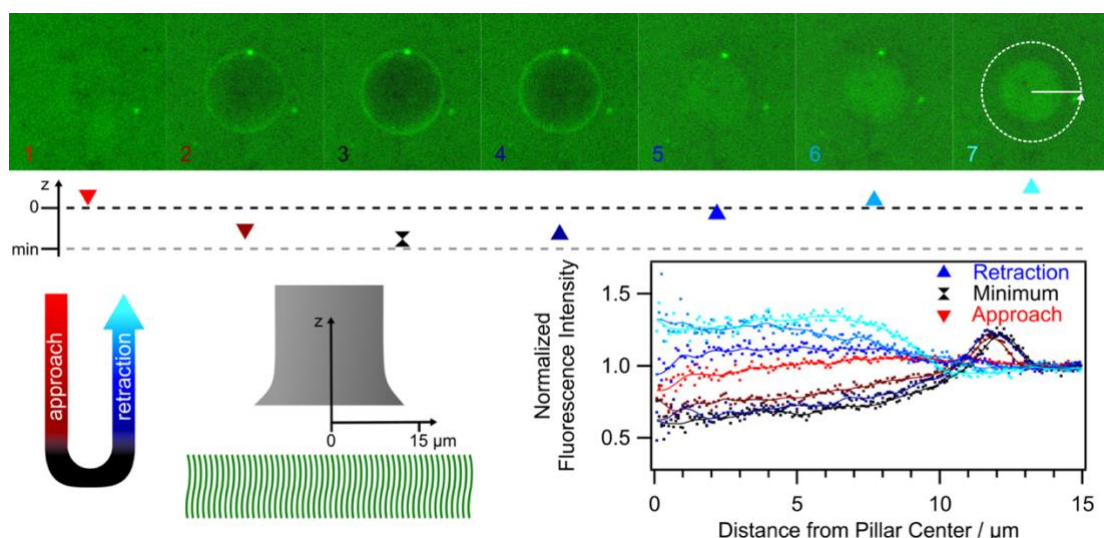 1 2 3 4 5 6 7
z
0
min
approach
retraction
z
0 15 µm
Normalized
Fluorescence Intensity
1.5
1.0
0.5
Retraction
Minimum
Approach
0 5 10 15
Distance from Pillar Center / µm